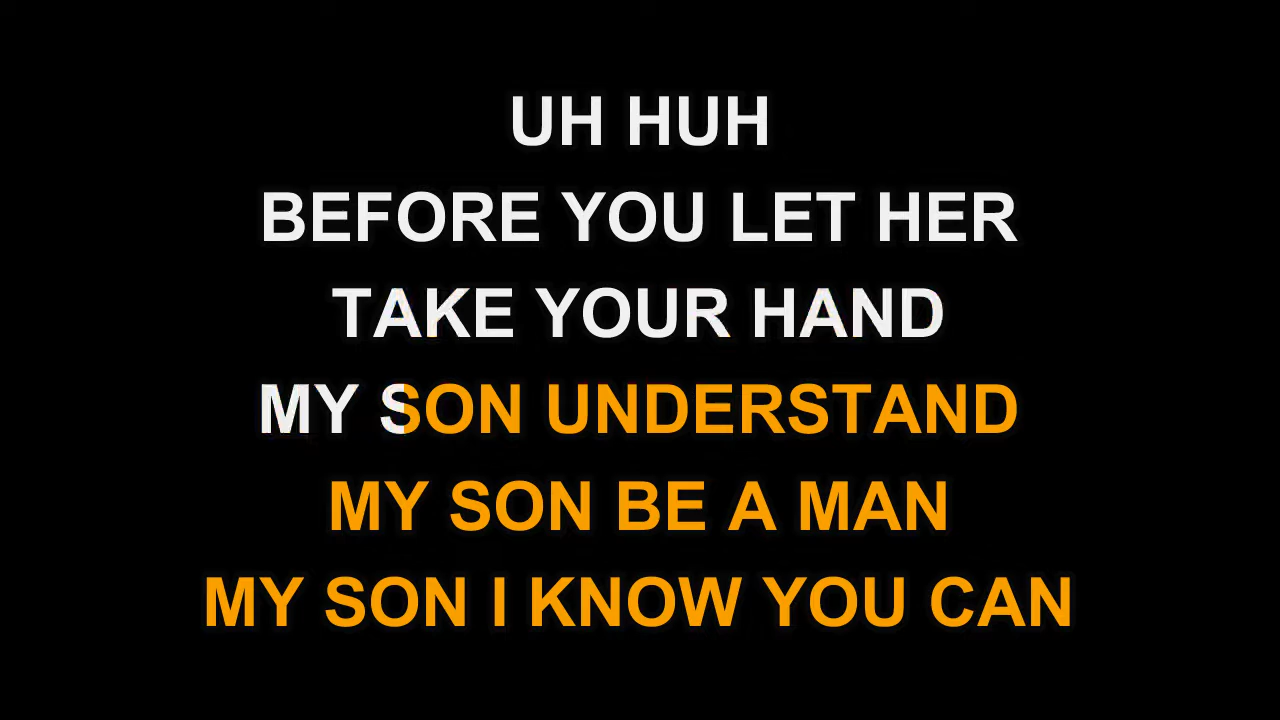 UH HUH
BEFORE YOU LET HER
TAKE YOUR HAND
MY SON UNDERSTAND
MY SON BE A MAN
MY SON I KNOW YOU CAN